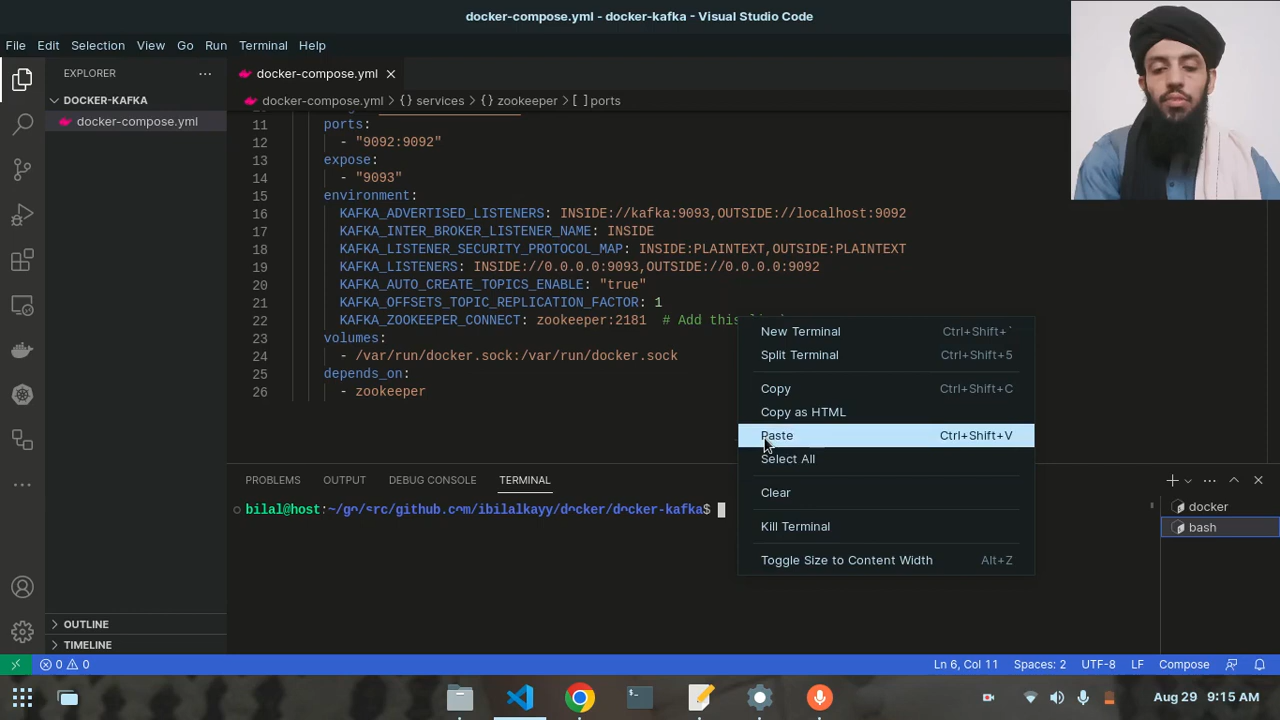 docker-compose.yml - docker-kafka - Visual Studio Code
File Edit Selection View Go Run Terminal Help
EXPLORER
docker-compose.yml
DOCKER-KAFKA
docker-compose.yml > {} services > {} zookeeper > [ ] ports
docker-compose.yml
11 ports:
12 - "9092:9092"
13 expose:
14 - "9093"
15 environment:
16 KAFKA_ADVERTISED_LISTENERS: INSIDE://kafka:9093,OUTSIDE://localhost:9092
17 KAFKA_INTER_BROKER_LISTENER_NAME: INSIDE
18 KAFKA_LISTENER_SECURITY_PROTOCOL_MAP: INSIDE:PLAINTEXT,OUTSIDE:PLAINTEXT
19 KAFKA_LISTENERS: INSIDE://0.0.0.0:9093,OUTSIDE://0.0.0.0:9092
20 KAFKA_AUTO_CREATE_TOPICS_ENABLE: "true"
21 KAFKA_OFFSETS_TOPIC_REPLICATION_FACTOR: 1
22 KAFKA_ZOOKEEPER_CONNECT: zookeeper:2181 # Add this
23 volumes:
24 - /var/run/docker.sock:/var/run/docker.sock
25 depends_on:
26 - zookeeper
New Terminal Ctrl+Shift+`
Split Terminal Ctrl+Shift+5
Copy Ctrl+Shift+C
Copy as HTML
Paste Ctrl+Shift+V
Select All
Clear
Kill Terminal
Toggle Size to Content Width Alt+Z
PROBLEMS OUTPUT DEBUG CONSOLE TERMINAL
bilal@host:~/go/src/github.com/ibilalkayy/docker/docker-kafka$
docker
bash
OUTLINE
TIMELINE
0 0 Ln 6, Col 11 Spaces: 2 UTF-8 LF Compose
Aug 29 9:15 AM